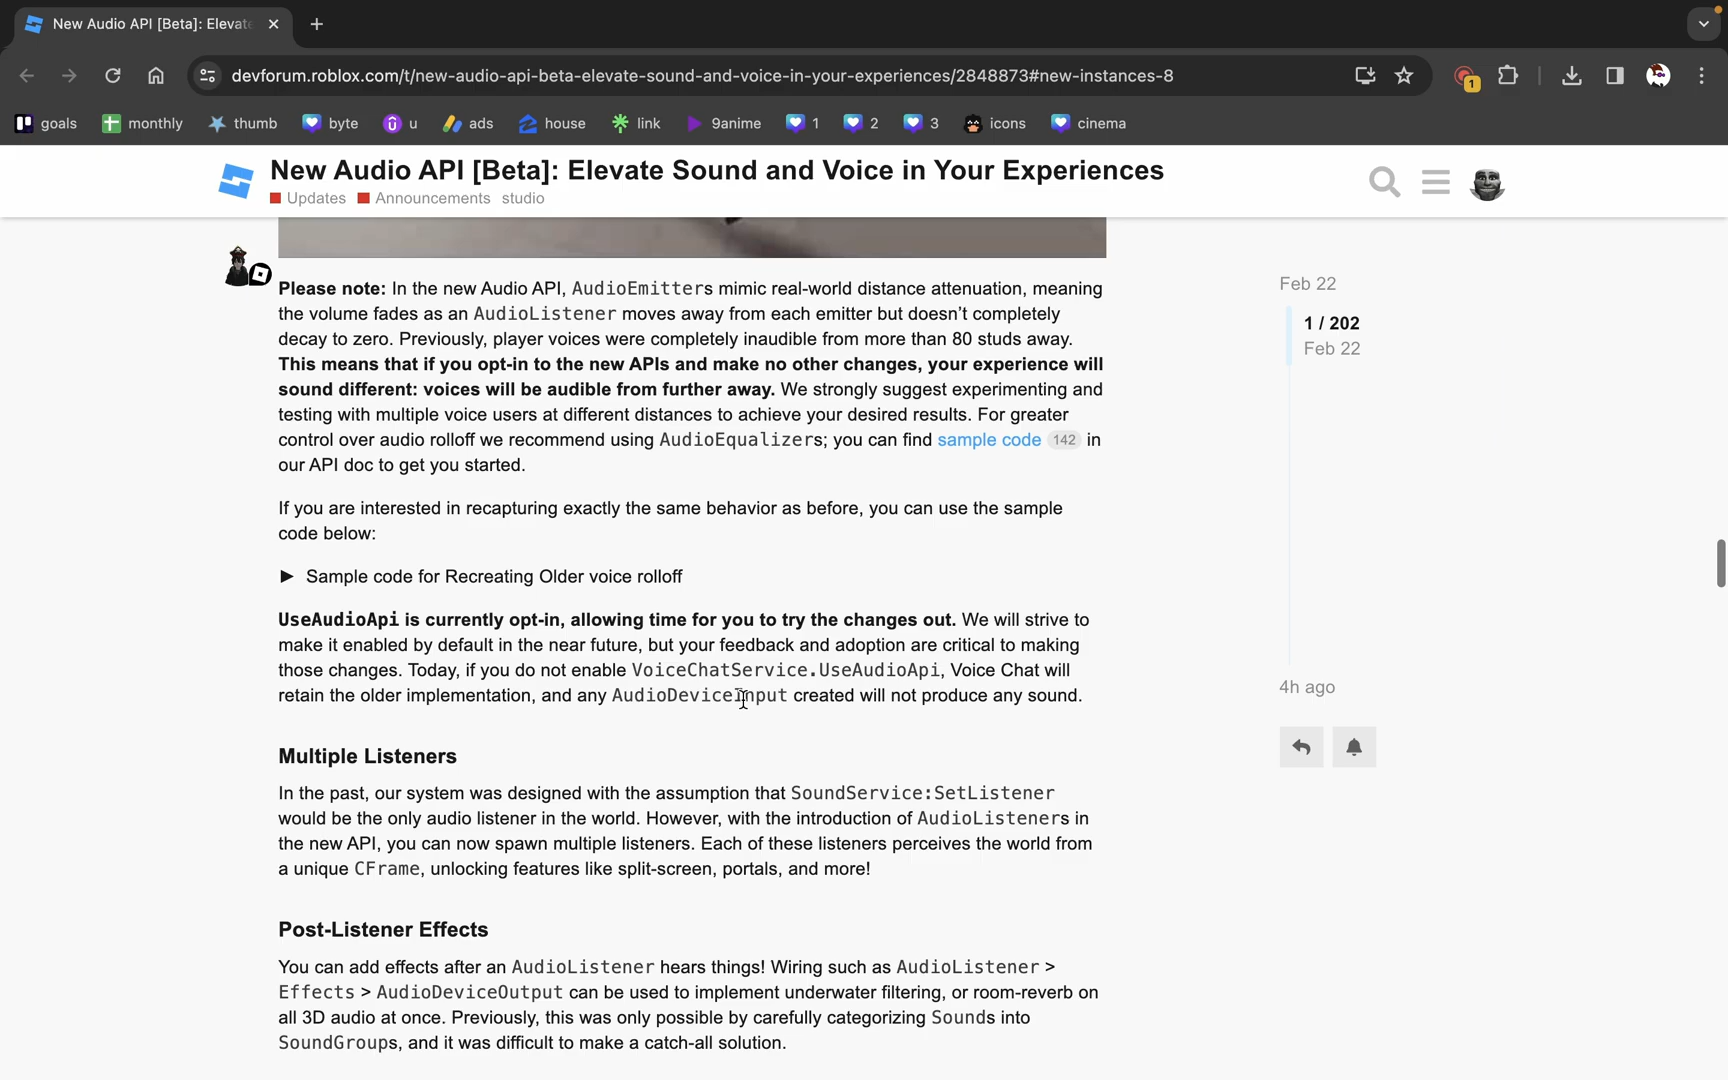 New Audio API [Beta]: Elevate
devforum.roblox.com/t/new-audio-api-beta-elevate-sound-and-voice-in-your-experiences/2848873#new-instances-8
1
goals monthly thumb byte u ads house link 9anime 1 2 3 icons cinema
New Audio API [Beta]: Elevate Sound and Voice in Your Experiences
Updates Announcements studio
Please note: In the new Audio API, AudioEmitters mimic real-world distance attenuation, meaning
the volume fades as an AudioListener moves away from each emitter but doesn’t completely
decay to zero. Previously, player voices were completely inaudible from more than 80 studs away.
This means that if you opt-in to the new APIs and make no other changes, your experience will
sound different: voices will be audible from further away. We strongly suggest experimenting and
testing with multiple voice users at different distances to achieve your desired results. For greater
control over audio rolloff we recommend using AudioEqualizers; you can find sample code 142 in
our API doc to get you started.
If you are interested in recapturing exactly the same behavior as before, you can use the sample
code below:
Sample code for Recreating Older voice rolloff
UseAudioApi is currently opt-in, allowing time for you to try the changes out. We will strive to
make it enabled by default in the near future, but your feedback and adoption are critical to making
those changes. Today, if you do not enable VoiceChatService.UseAudioApi, Voice Chat will
retain the older implementation, and any AudioDeviceInput created will not produce any sound.
Multiple Listeners
In the past, our system was designed with the assumption that SoundService:SetListener
would be the only audio listener in the world. However, with the introduction of AudioListeners in
the new API, you can now spawn multiple listeners. Each of these listeners perceives the world from
a unique CFrame, unlocking features like split-screen, portals, and more!
Post-Listener Effects
You can add effects after an AudioListener hears things! Wiring such as AudioListener >
Effects > AudioDeviceOutput can be used to implement underwater filtering, or room-reverb on
all 3D audio at once. Previously, this was only possible by carefully categorizing Sounds into
SoundGroups, and it was difficult to make a catch-all solution.
Feb 22
1 / 202
Feb 22
4h ago